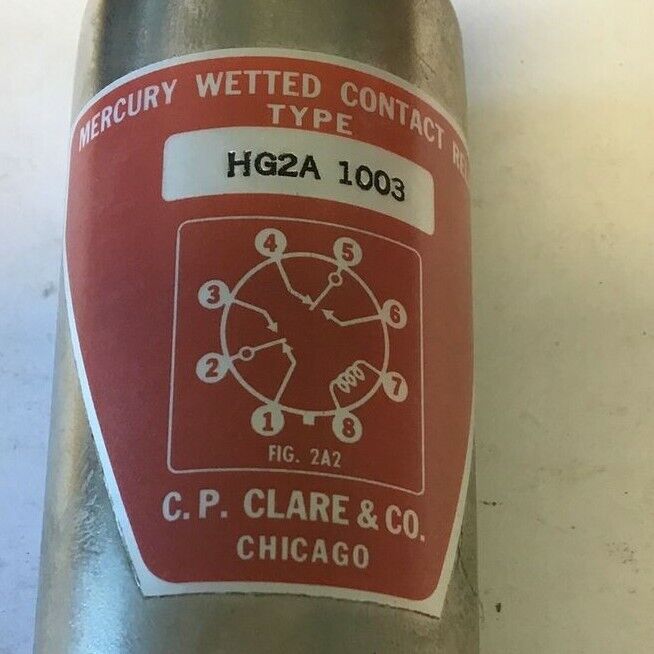 MERCURY WETTED CONTACT
TYPE
HG2A 1003
4 5
3 6
2 7
1 8
FIG. 2A2
C. P. CLARE & CO.
CHICAGO